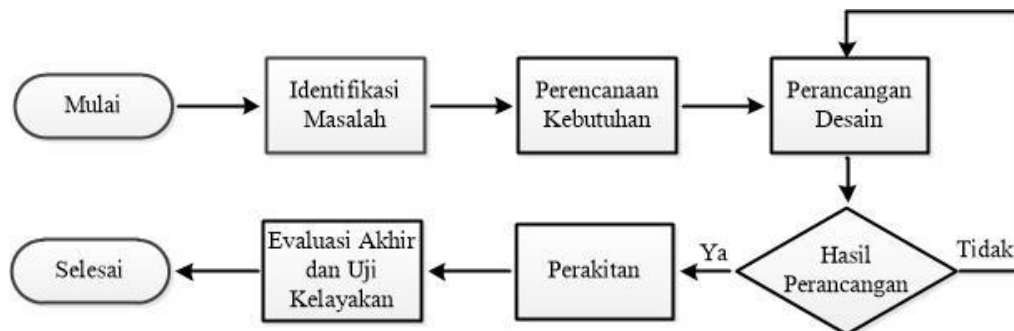 Mulai
Identifikasi
Masalah
Perencanaan
Kebutuhan
Perancangan
Desain
Hasil
Perancangan
Tidak
Ya
Perakitan
Evaluasi Akhir
dan Uji
Kelayakan
Selesai